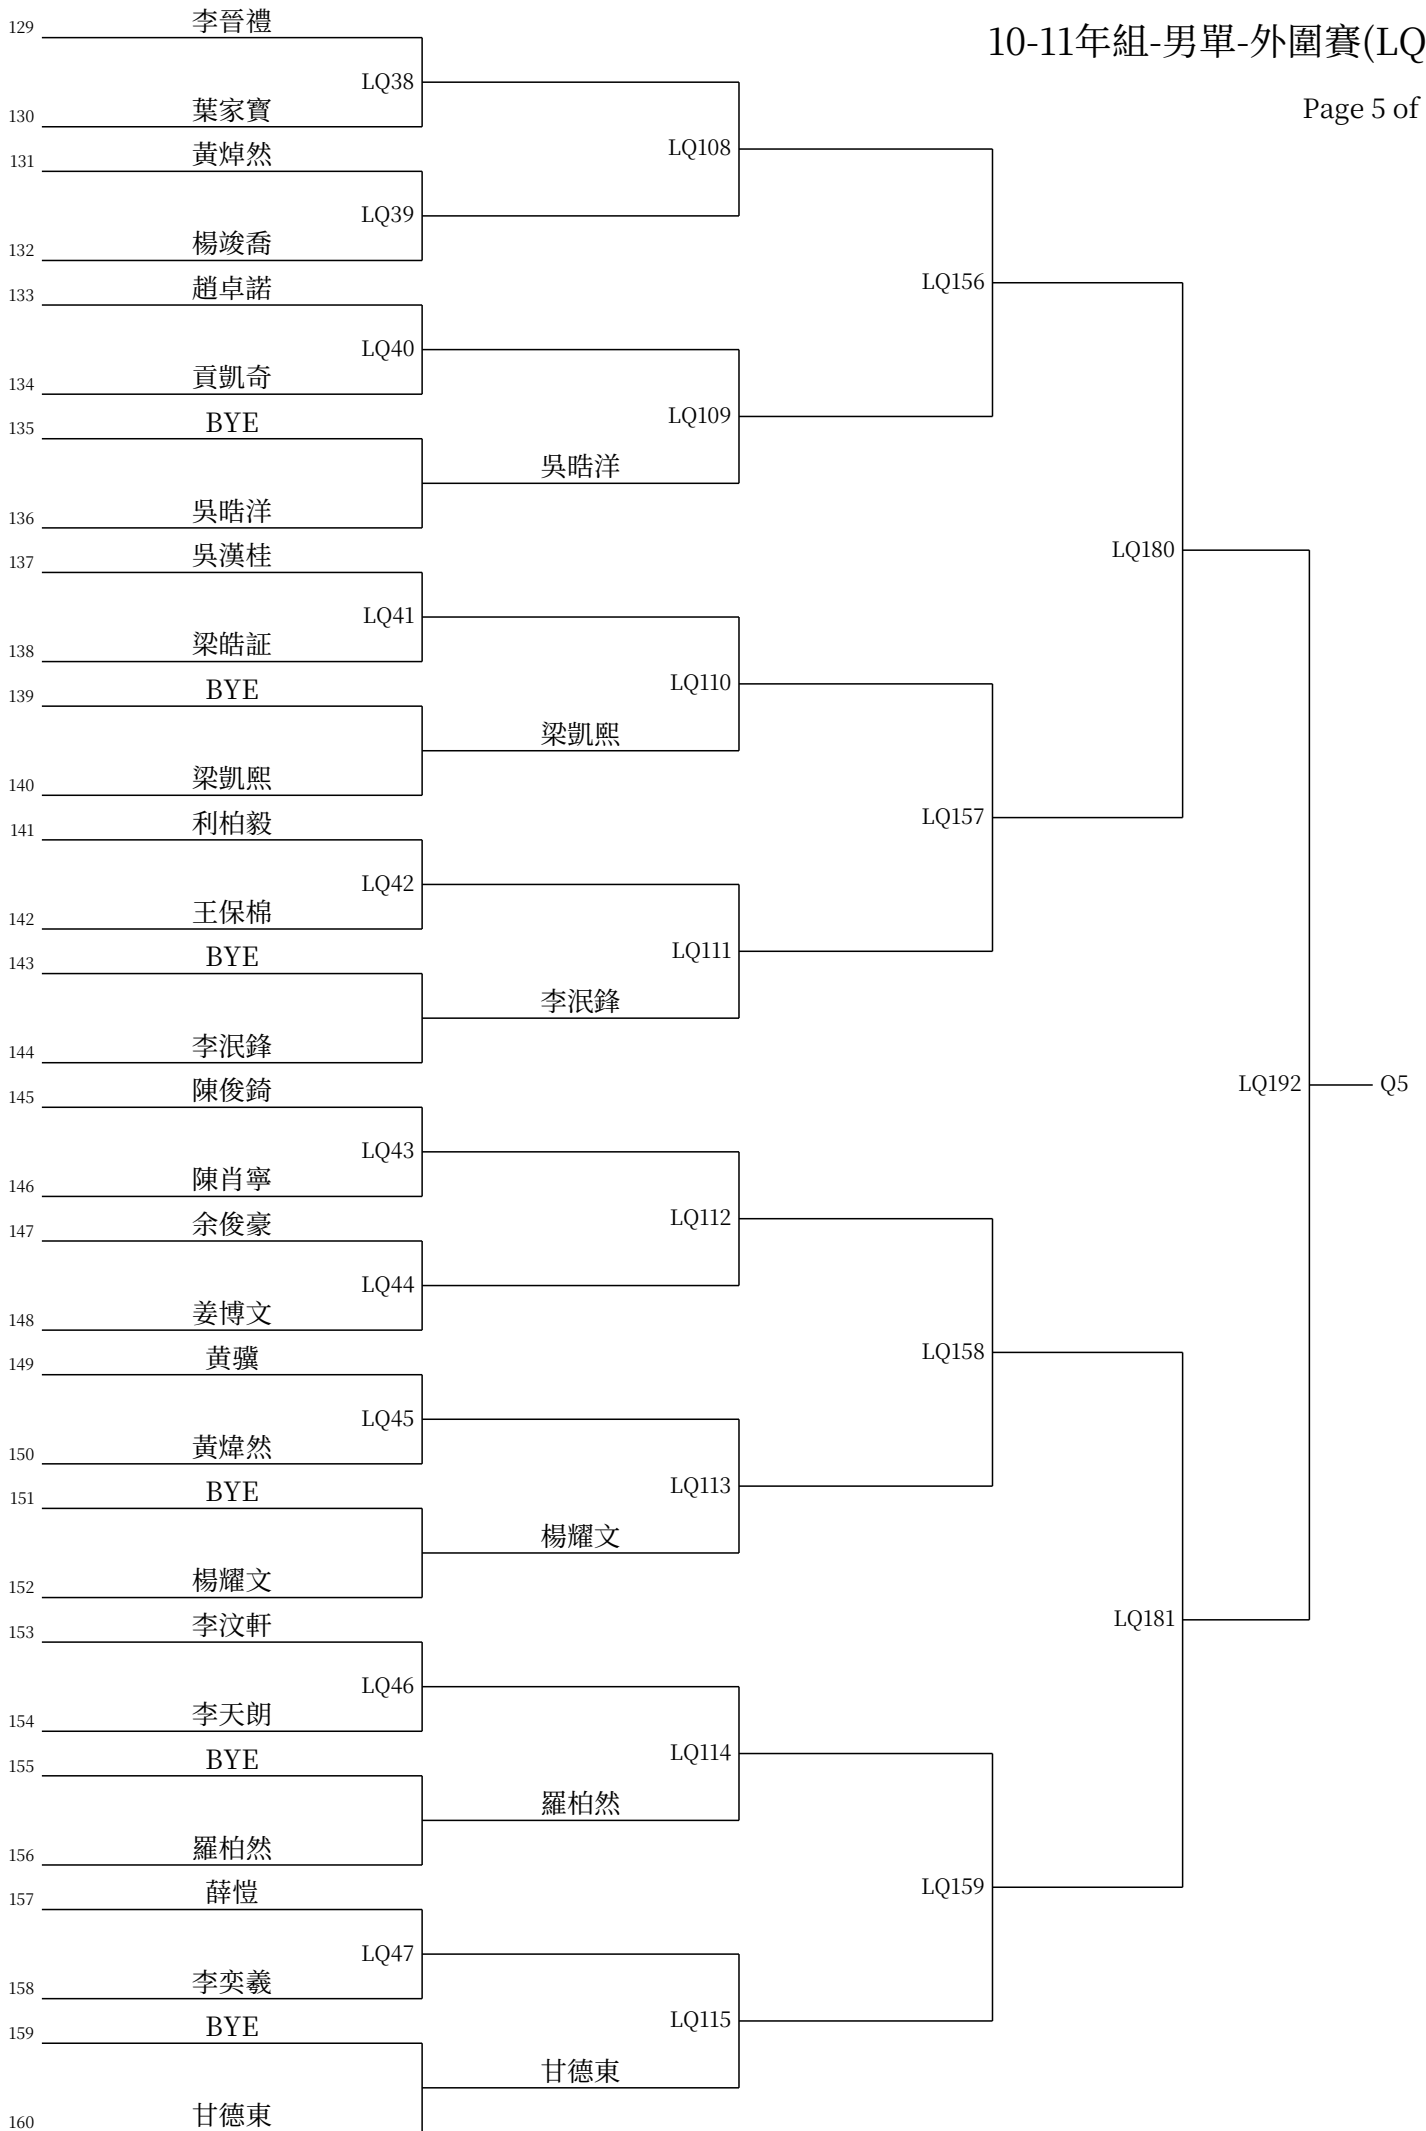 10-11年組-男單-外圍賽(LQ
Page 5 of
129 李晉禮
LQ38
130 葉家寶
131 黃焯然
LQ108
LQ39
132 楊竣喬
133 趙卓諾
LQ156
LQ40
134 貢凱奇
135 BYE
LQ109
吳晧洋
136 吳晧洋
137 吳漢桂
LQ180
LQ41
138 梁皓証
139 BYE
LQ110
梁凱熙
140 梁凱熙
141 利柏毅
LQ157
LQ42
142 王保棉
143 BYE
LQ111
李泯鋒
144 李泯鋒
145 陳俊錡
LQ192 Q5
LQ43
146 陳肖寧
147 余俊豪
LQ112
LQ44
148 姜博文
149 黄骥
LQ158
LQ45
150 黃煒然
151 BYE
LQ113
楊耀文
152 楊耀文
153 李汶軒
LQ181
LQ46
154 李天朗
155 BYE
LQ114
羅柏然
156 羅柏然
157 薛愷
LQ159
LQ47
158 李奕羲
159 BYE
LQ115
甘德東
160 甘德東